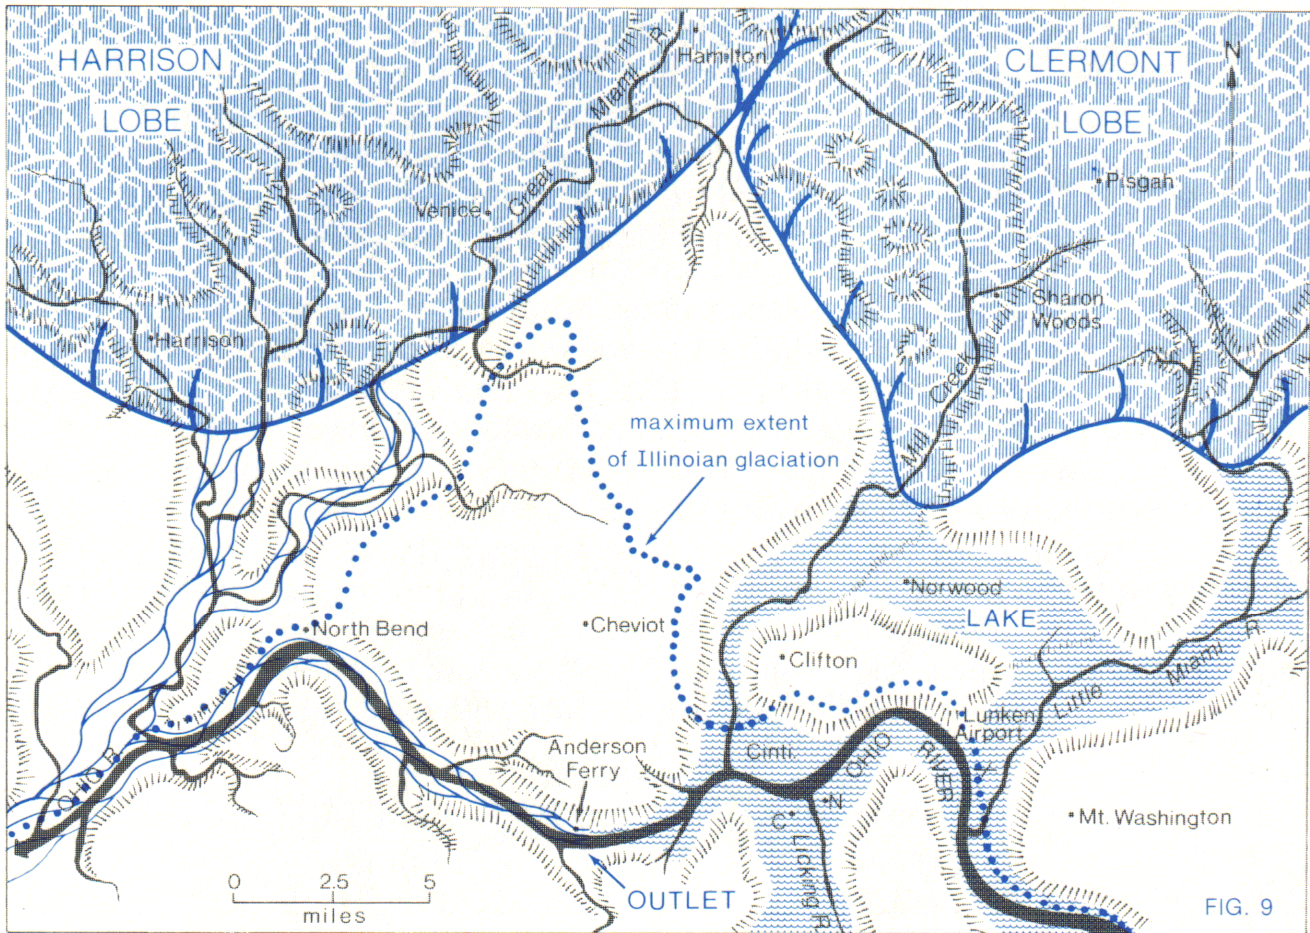 HARRISON
LOBE
Great Miami R.
Hamilton
CLERMONT
LOBE
N
Pisgah
Venice
Harrison
Sharon
Woods
Mill Creek
maximum extent
of Illinoian glaciation
Norwood
LAKE
North Bend
Cheviot
Clifton
Little Miami R.
Lunken
Airport
Anderson
Ferry
Cinti.
OHIO RIVER
OHIO R.
N.
C.
Licking R.
Mt. Washington
0 2.5 5
miles
OUTLET
FIG. 9